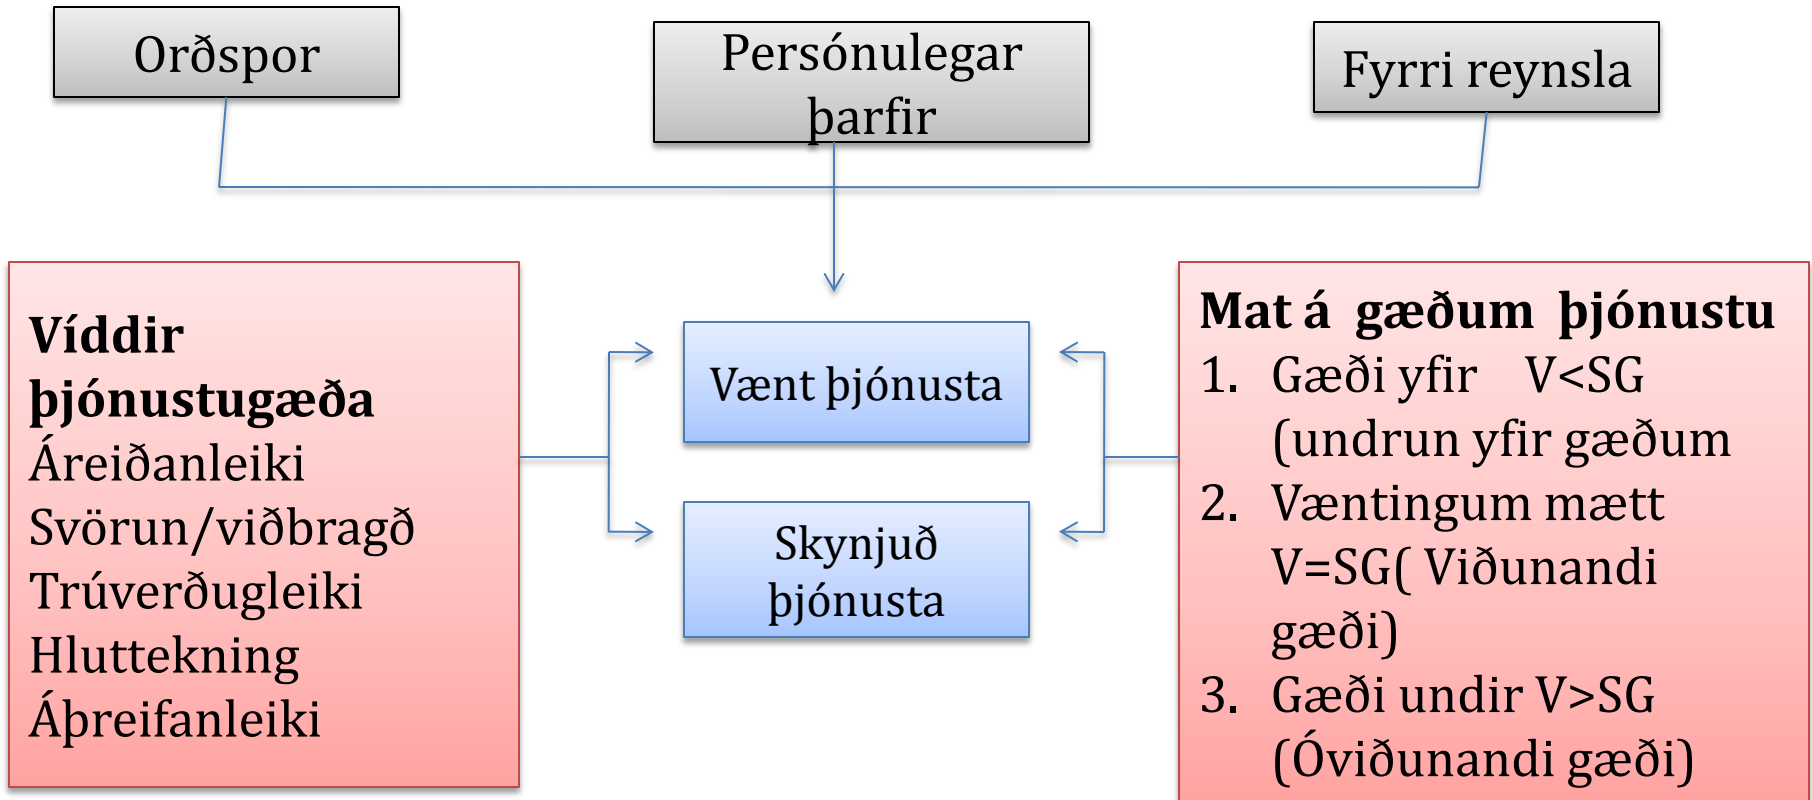 Orðspor
Persónulegar
þarfir
Fyrri reynsla
Víddir
þjónustugæða
Áreiðanleiki
Svörun/viðbragð
Trúverðugleiki
Hluttekning
Áþreifanleiki
Vænt þjónusta
Skynjuð
þjónusta
Mat á gæðum þjónustu
1. Gæði yfir V<SG
(undrun yfir gæðum
2. Væntingum mætt
V=SG( Viðunandi
gæði)
3. Gæði undir V>SG
(Óviðunandi gæði)